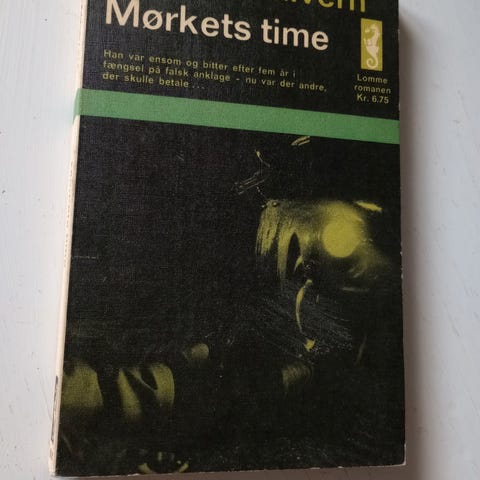 Mørkets time
Han var ensom og bitter efter fem år i
fængsel på falsk anklage - nu var der andre,
der skulle betale...
Lomme
romanen
Kr. 6.75